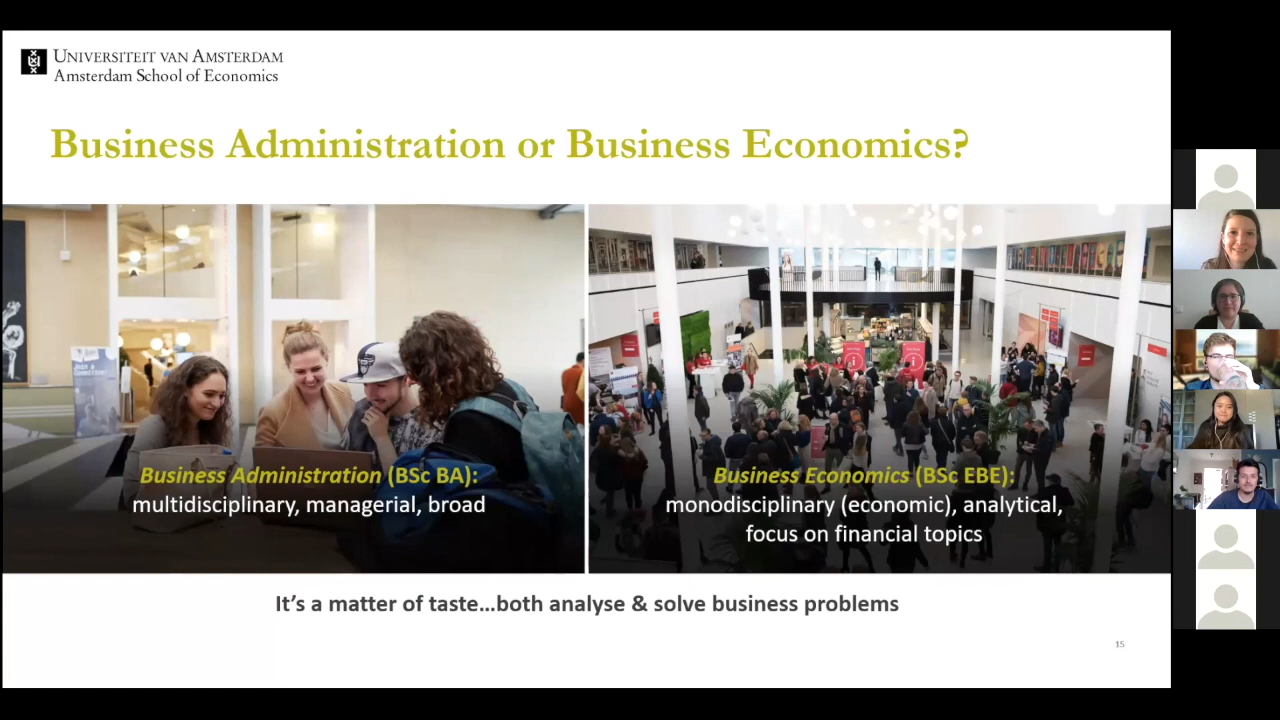 UNIVERSITEIT VAN AMSTERDAM
Amsterdam School of Economics
Business Administration or Business Economics?
Join a
Committee!
Business Administration (BSc BA):
multidisciplinary, managerial, broad
Business Economics (BSc EBE):
monodisciplinary (economic), analytical,
focus on financial topics
It's a matter of taste...both analyse & solve business problems
15